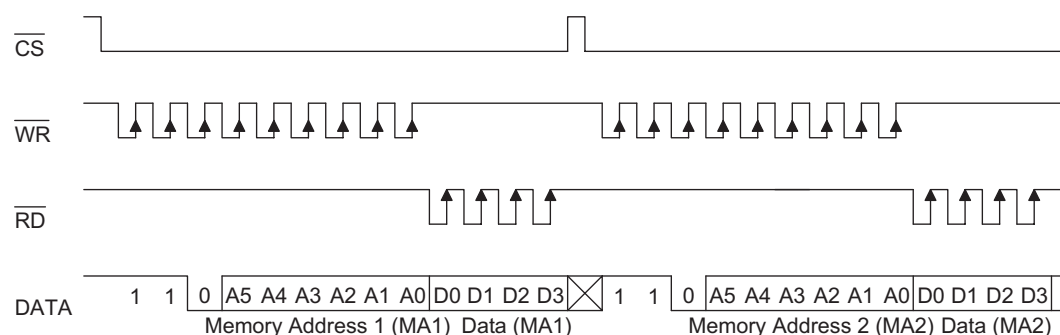 CS
WR
RD
DATA 1 1 0 A5 A4 A3 A2 A1 A0 D0 D1 D2 D3 1 1 0 A5 A4 A3 A2 A1 A0 D0 D1 D2 D3
Memory Address 1 (MA1) Data (MA1) Memory Address 2 (MA2) Data (MA2)